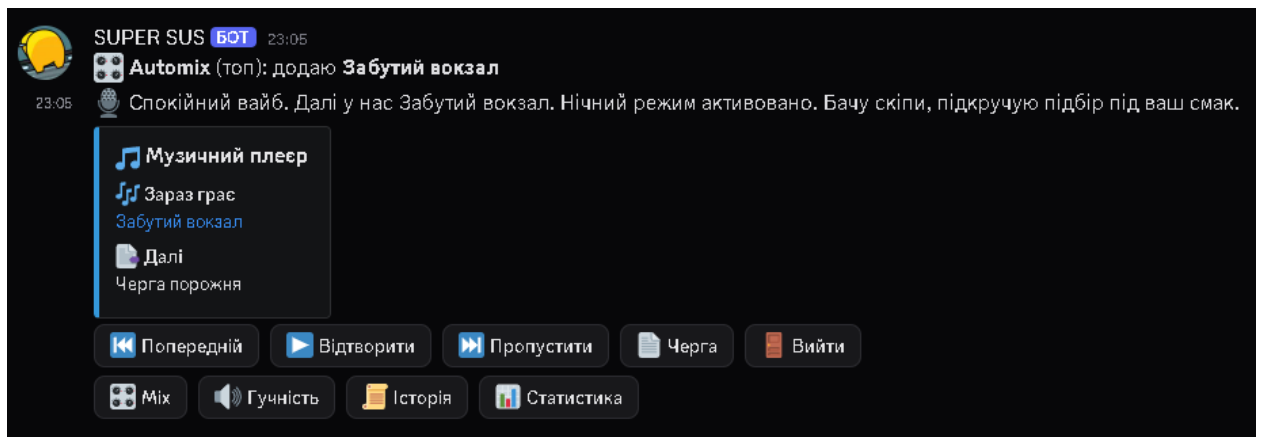 SUPER SUS БОТ 23:05
Automix (топ): додаю Забутий вокзал
23:05 Спокійний вайб. Далі у нас Забутий вокзал. Нічний режим активовано. Бачу скіпи, підкручую підбір під ваш смак.
Музичний плеєр
Зараз грає
Забутий вокзал
Далі
Черга порожня
Попередній Відтворити Пропустити Черга Вийти
Mix Гучність Історія Статистика